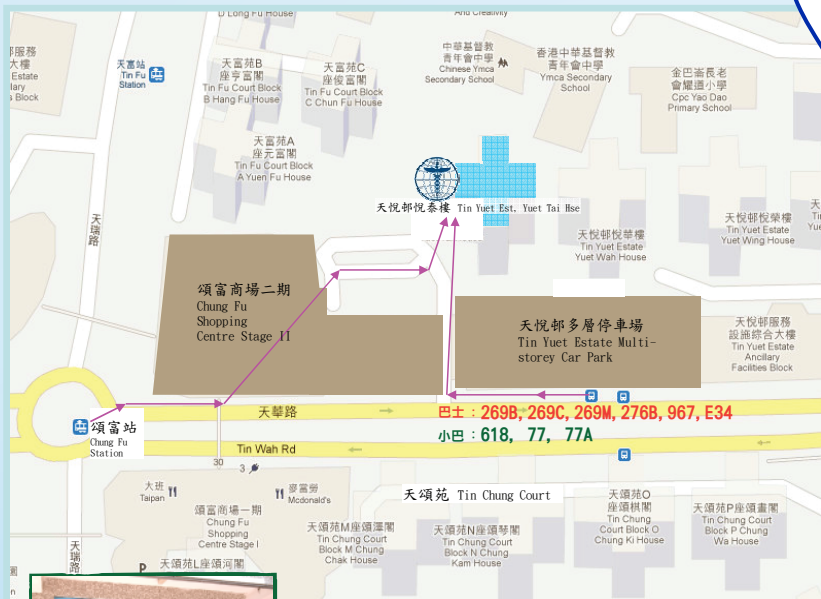 U Long Fu House
And Creativity
服務
大樓
Estate
llary
s Block
天富站
Tin Fu
Station
天富苑B
座亨富閣
Tin Fu Court Block
B Hang Fu House
天富苑C
座俊富閣
Tin Fu Court Block
C Chun Fu House
中華基督教
青年會中學
Chinese Ymca
Secondary School
香港中華基督教
青年會中學
Ymca Secondary
School
金巴崙長老
會耀道小學
Cpc Yao Dao
Primary School
天富苑A
座元富閣
Tin Fu Court Block
A Yuen Fu House
天悅邨悅泰樓 Tin Yuet Est, Yuet Tai Hse
天瑞路
天悅邨悅華樓
Tin Yuet Estate
Yuet Wah House
天悅邨悅榮樓
Tin Yuet Estate
Yuet Wing House
頌富商場二期
Chung Fu
Shopping
Centre Stage II
天悅邨多層停車場
Tin Yuet Estate Multi-
storey Car Park
天悅邨服務
設施綜合大樓
Tin Yuet Estate
Ancillary
Facilities Block
天華路
巴士：269B, 269C, 269M, 276B, 967, E34
小巴：618, 77, 77A
頌富站
Chung Fu
Station
Tin Wah Rd
30
3
大班
Taipan
麥當勞
Mcdonald's
頌富商場一期
Chung Fu
Shopping
Centre Stage I
天頌苑 Tin Chung Court
天頌苑M座頌澤閣
Tin Chung Court
Block M Chung
Chak House
天頌苑N座頌琴閣
Tin Chung Court
Block N Chung
Kam House
天頌苑O
座頌棋閣
Tin Chung
Court Block O
Chung Ki House
天頌苑P座頌畫閣
Tin Chung Court
Block P Chung
Wa House
天瑞路
P
天頌苑L座頌河閣